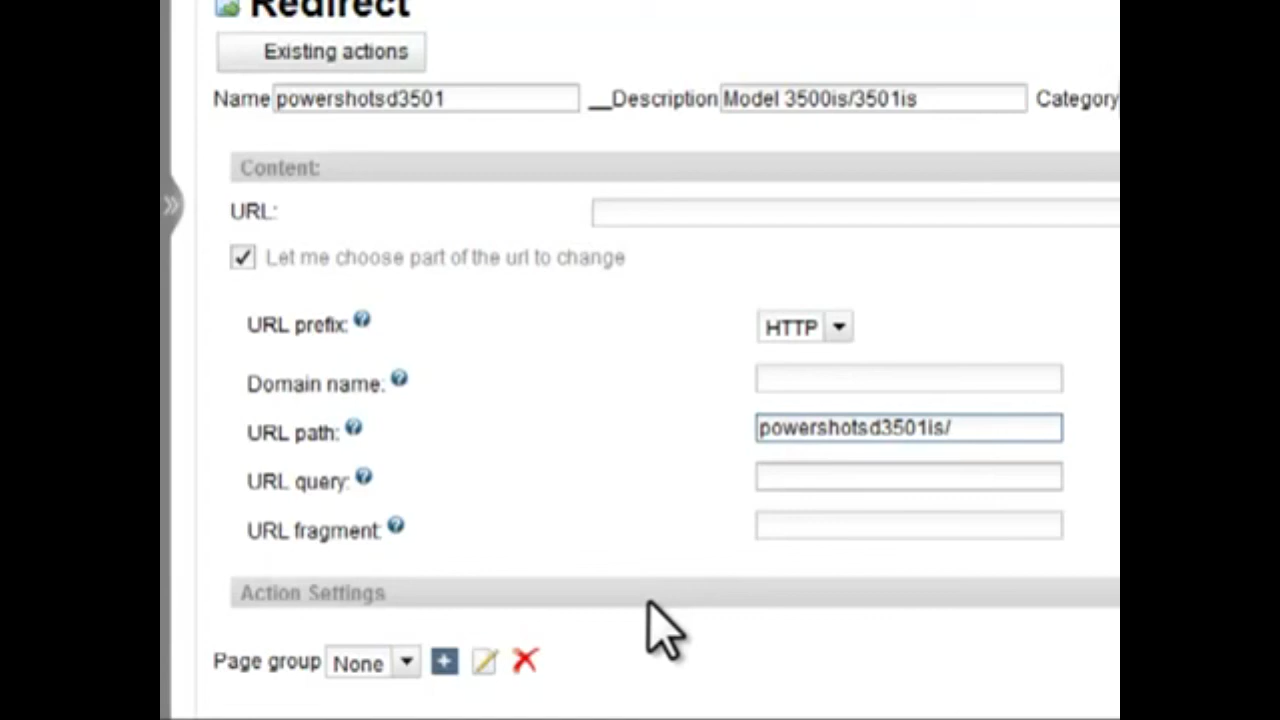 Redirect
Existing actions
Name powershotsd3501 __Description Model 3500is/3501is Category
Content:
URL:
Let me choose part of the url to change
URL prefix: HTTP
Domain name:
URL path: powershotsd3501is/
URL query:
URL fragment:
Action Settings
Page group None